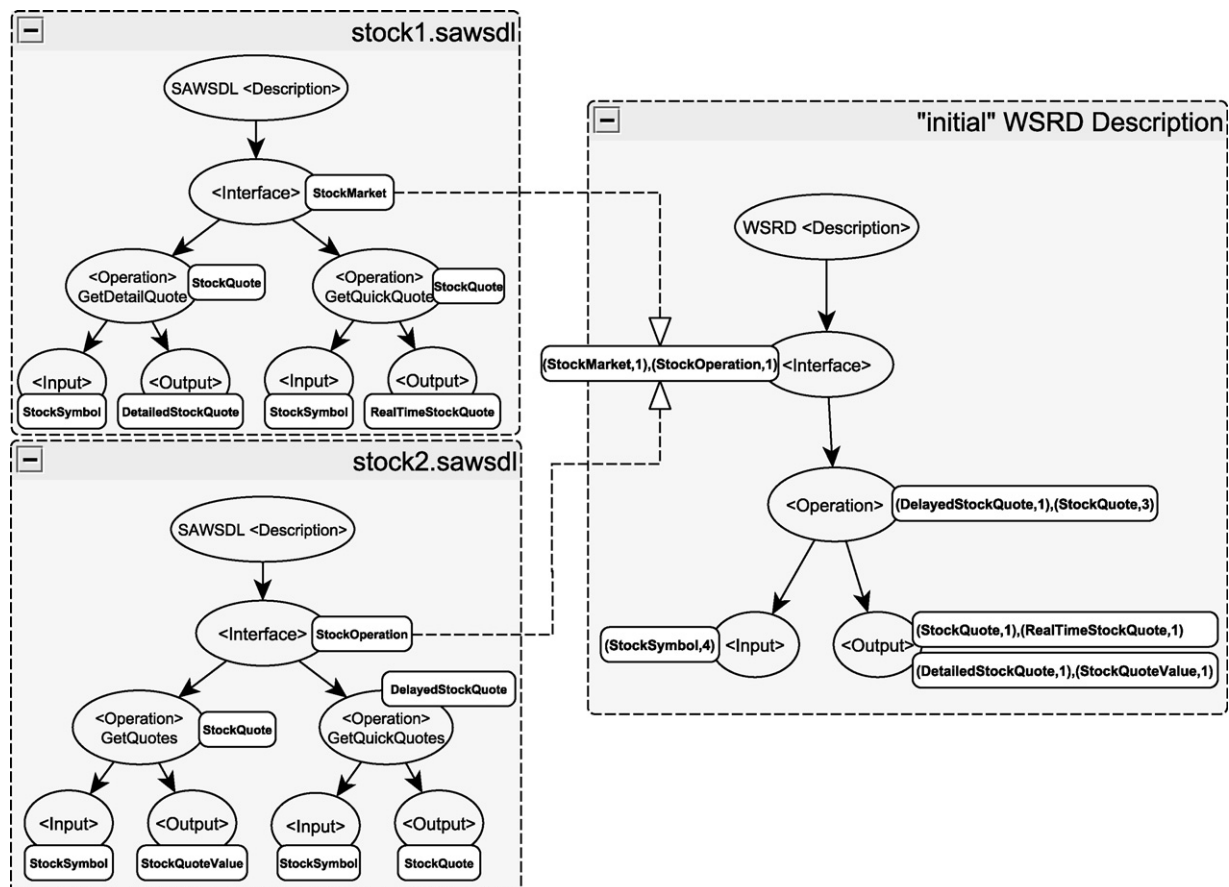 stock1.sawsdl
SAWSDL <Description>
<Interface>
StockMarket
<Operation>
GetDetailQuote
StockQuote
<Operation>
GetQuickQuote
StockQuote
<Input>
StockSymbol
<Output>
DetailedStockQuote
<Input>
StockSymbol
<Output>
RealTimeStockQuote
stock2.sawsdl
SAWSDL <Description>
<Interface>
StockOperation
<Operation>
GetQuotes
StockQuote
DelayedStockQuote
<Operation>
GetQuickQuotes
<Input>
StockSymbol
<Output>
StockQuoteValue
<Input>
StockSymbol
<Output>
StockQuote
"initial" WSRD Description
WSRD <Description>
(StockMarket,1),(StockOperation,1)
<Interface>
<Operation>
(DelayedStockQuote,1),(StockQuote,3)
(StockSymbol,4)
<Input>
<Output>
(StockQuote,1),(RealTimeStockQuote,1)
(DetailedStockQuote,1),(StockQuoteValue,1)